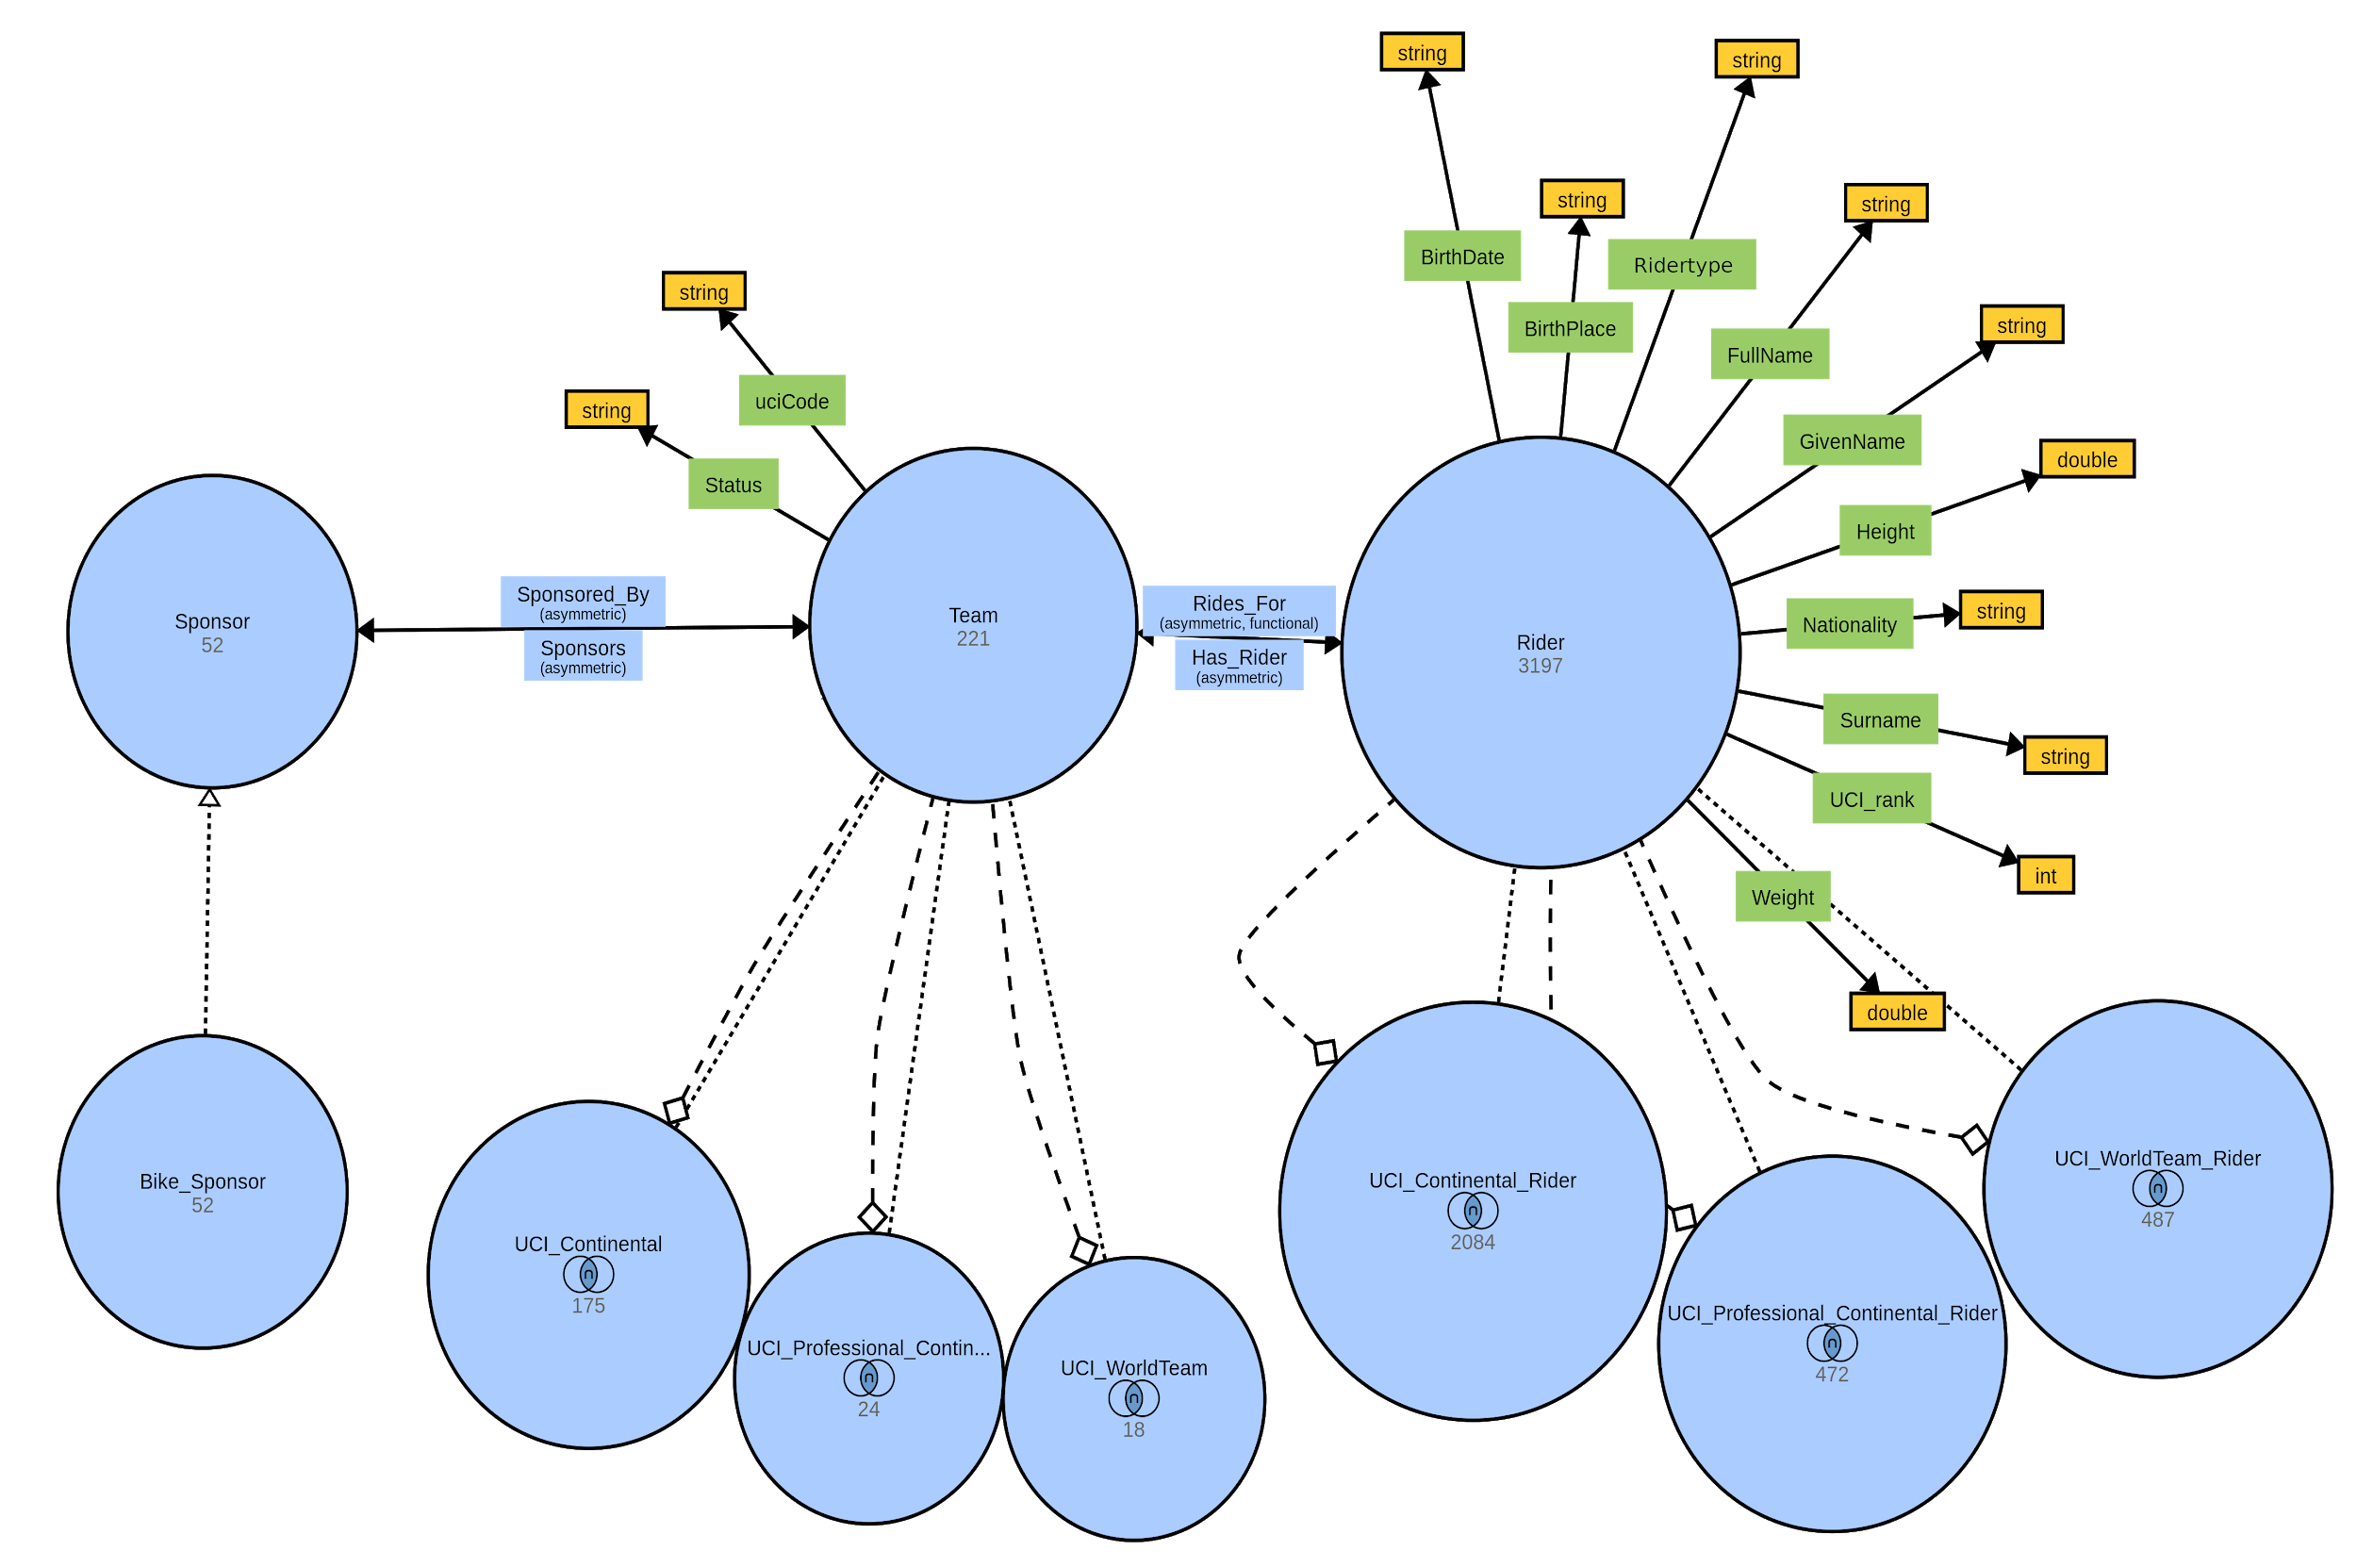 string
string
BirthDate
string
BirthPlace
Ridertype
string
FullName
string
GivenName
double
Height
string
Nationality
string
Surname
UCI_rank
int
Weight
double
string
uciCode
string
Status
Sponsor
52
Sponsored_By
(asymmetric)
Sponsors
(asymmetric)
Team
221
Rides_For
(asymmetric, functional)
Has_Rider
(asymmetric)
Rider
3197
Bike_Sponsor
52
UCI_Continental
∩
175
UCI_Professional_Contin...
∩
24
UCI_WorldTeam
∩
18
UCI_Continental_Rider
∩
2084
UCI_Professional_Continental_Rider
∩
472
UCI_WorldTeam_Rider
∩
487